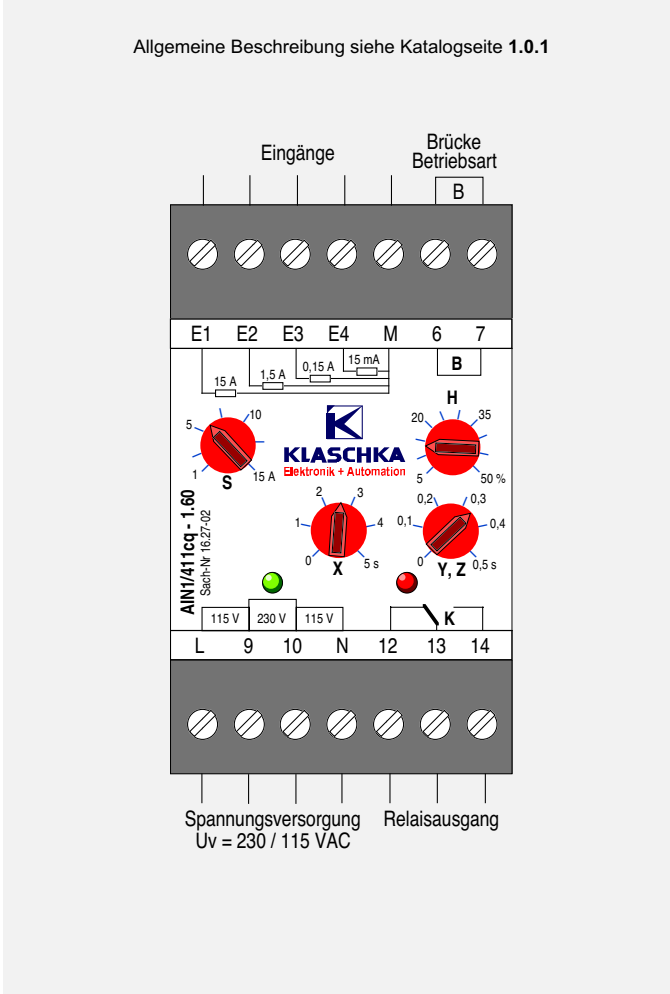 Allgemeine Beschreibung siehe Katalogseite 1.0.1
Eingänge
Brücke
Betriebsart
B
E1 E2 E3 E4 M 6 7
15 A 1,5 A 0,15 A 15 mA
B
1 5 10 15 A
S
KLASCHKA
Elektronik + Automation
H
5 20 35 50 %
0 1 2 3 4 5 s
X
0 0,1 0,2 0,3 0,4 0,5 s
Y, Z
AIN1/411cq - 1.60
Sach-Nr 16.27-02
115 V 230 V 115 V
K
L 9 10 N 12 13 14
Spannungsversorgung
Uv = 230 / 115 VAC
Relaisausgang